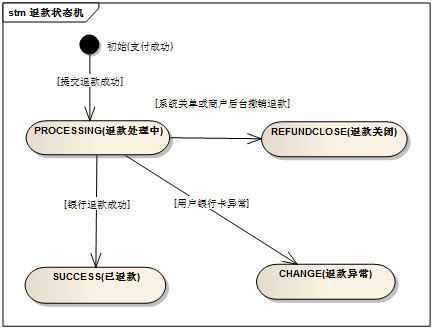 stm 退款状态机
初始(支付成功)
[提交退款成功]
[系统关单或商户后台撤销退款]
PROCESSING(退款处理中)
REFUNDCLOSE(退款关闭)
[银行退款成功]
[用户银行卡异常]
SUCCESS(已退款)
CHANGE(退款异常)